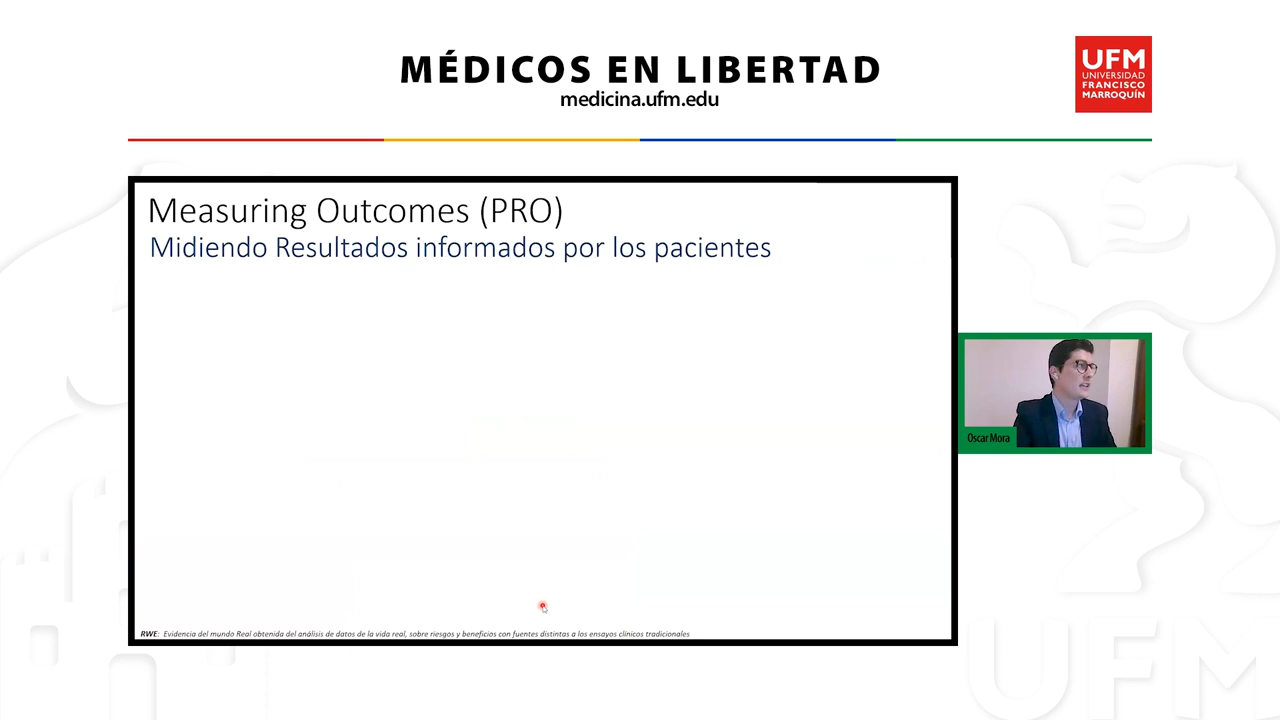 MÉDICOS EN LIBERTAD
medicina.ufm.edu
UFM
UNIVERSIDAD
FRANCISCO
MARROQUÍN
Measuring Outcomes (PRO)
Midiendo Resultados informados por los pacientes
Oscar Mora
RWE: Evidencia del mundo Real obtenida del análisis de datos de la vida real, sobre riesgos y beneficios con fuentes distintas a los ensayos clínicos tradicionales
UFM